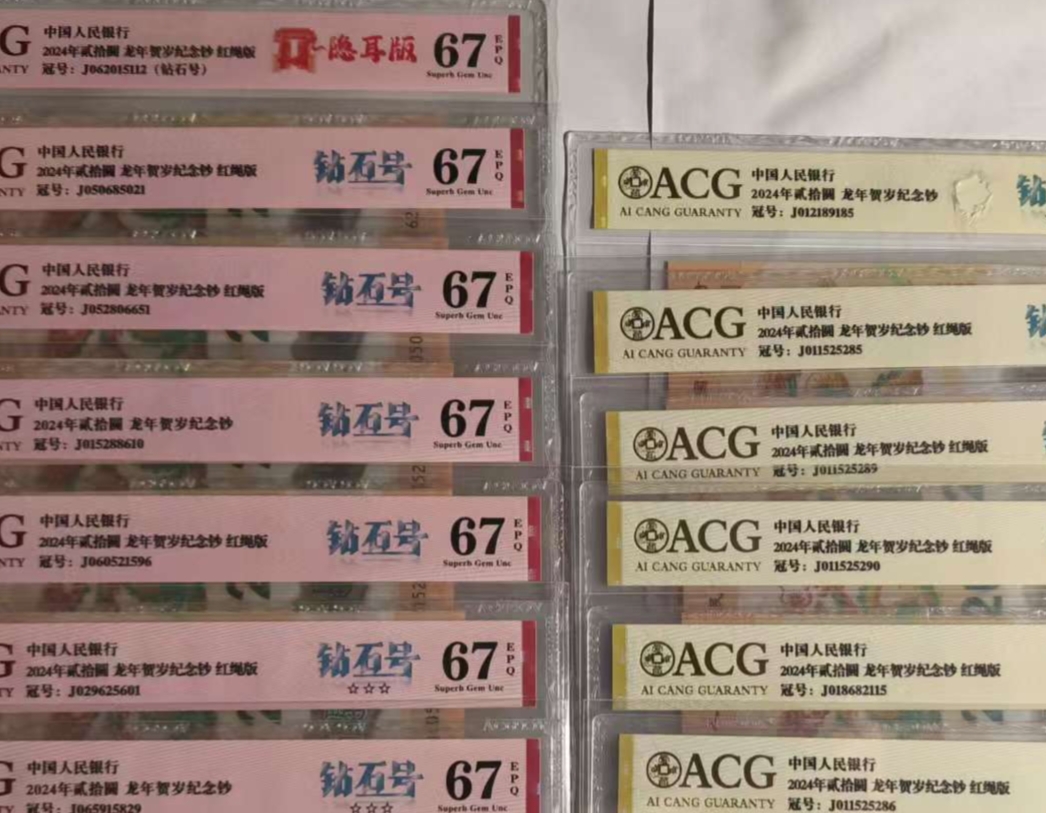 G
NTY
中国人民银行
2024年贰拾圆 龙年贺岁纪念钞 红绳版
冠号：J062015112（钻石号）
隐耳版
67
EPQ
Superb Gem Unc
G
NTY
中国人民银行
2024年贰拾圆 龙年贺岁纪念钞 红绳版
冠号：J050685021
钻石号
67
EPQ
Superb Gem Unc
G
NTY
中国人民银行
2024年贰拾圆 龙年贺岁纪念钞 红绳版
冠号：J052806651
钻石号
67
EPQ
Superb Gem Unc
G
NTY
中国人民银行
2024年贰拾圆 龙年贺岁纪念钞
冠号：J015288610
钻石号
67
EPQ
Superb Gem Unc
G
NTY
中国人民银行
2024年贰拾圆 龙年贺岁纪念钞 红绳版
冠号：J060521596
钻石号
67
EPQ
Superb Gem Unc
G
TY
中国人民银行
2024年贰拾圆 龙年贺岁纪念钞 红绳版
冠号：J029625601
钻石号
☆☆☆
67
EPQ
Superb Gem Unc
G
TY
中国人民银行
2024年贰拾圆 龙年贺岁纪念钞
冠号：J065915829
钻石号
☆☆☆
67
EPQ
Superb Gem Unc
ACG
AI CANG GUARANTY
中国人民银行
2024年贰拾圆 龙年贺岁纪念钞
冠号：J012189185
钻
ACG
AI CANG GUARANTY
中国人民银行
2024年贰拾圆 龙年贺岁纪念钞 红绳版
冠号：J011525285
钻
ACG
AI CANG GUARANTY
中国人民银行
2024年贰拾圆 龙年贺岁纪念钞 红绳版
冠号：J011525289
ACG
AI CANG GUARANTY
中国人民银行
2024年贰拾圆 龙年贺岁纪念钞 红绳版
冠号：J011525290
ACG
AI CANG GUARANTY
中国人民银行
2024年贰拾圆 龙年贺岁纪念钞 红绳版
冠号：J018682115
ACG
AI CANG GUARANTY
中国人民银行
2024年贰拾圆 龙年贺岁纪念钞 红绳版
冠号：J011525286